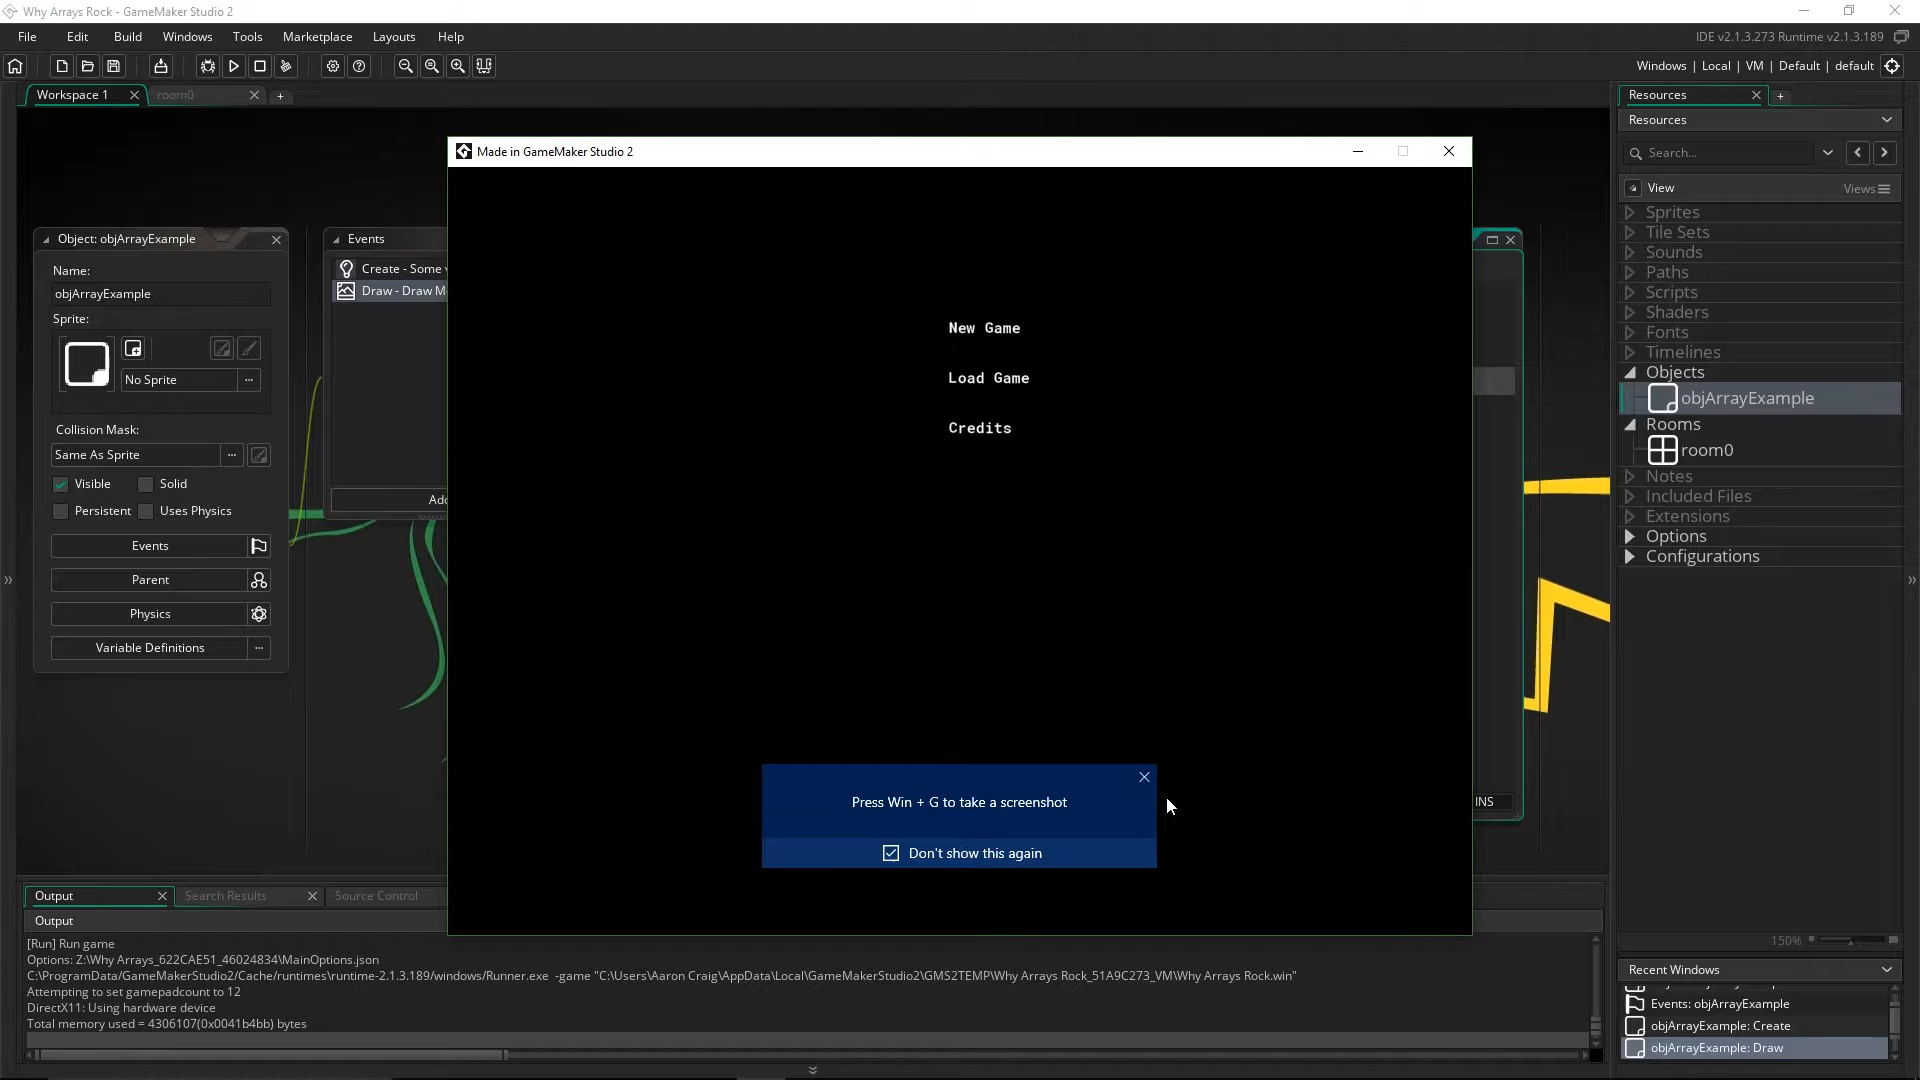 Why Arrays Rock - GameMaker Studio 2
File Edit Build Windows Tools Marketplace Layouts Help
IDE v2.1.3.273 Runtime v2.1.3.189
Windows | Local | VM | Default | default
Workspace 1
room0
Resources
Resources
Search...
View
Views
Sprites
Tile Sets
Sounds
Paths
Scripts
Shaders
Fonts
Timelines
Objects
objArrayExample
Rooms
room0
Notes
Included Files
Extensions
Options
Configurations
150%
Recent Windows
Events: objArrayExample
objArrayExample: Create
objArrayExample: Draw
Object: objArrayExample
Name:
objArrayExample
Sprite:
No Sprite
Collision Mask:
Same As Sprite
Visible
Solid
Persistent
Uses Physics
Events
Parent
Physics
Variable Definitions
Events
Create - Some
Draw - Draw M
Made in GameMaker Studio 2
New Game
Load Game
Credits
Press Win + G to take a screenshot
Don't show this again
INS
Output
Search Results
Source Control
Output
[Run] Run game
Options: Z:\Why Arrays_622CAE51_46024834\MainOptions.json
C:\ProgramData/GameMakerStudio2/Cache/runtimes\runtime-2.1.3.189/windows/Runner.exe -game "C:\Users\Aaron Craig\AppData\Local\GameMakerStudio2\GMS2TEMP\Why Arrays Rock_51A9C273_VM\Why Arrays Rock.win"
Attempting to set gamepadcount to 12
DirectX11: Using hardware device
Total memory used = 4306107(0x0041b4bb) bytes